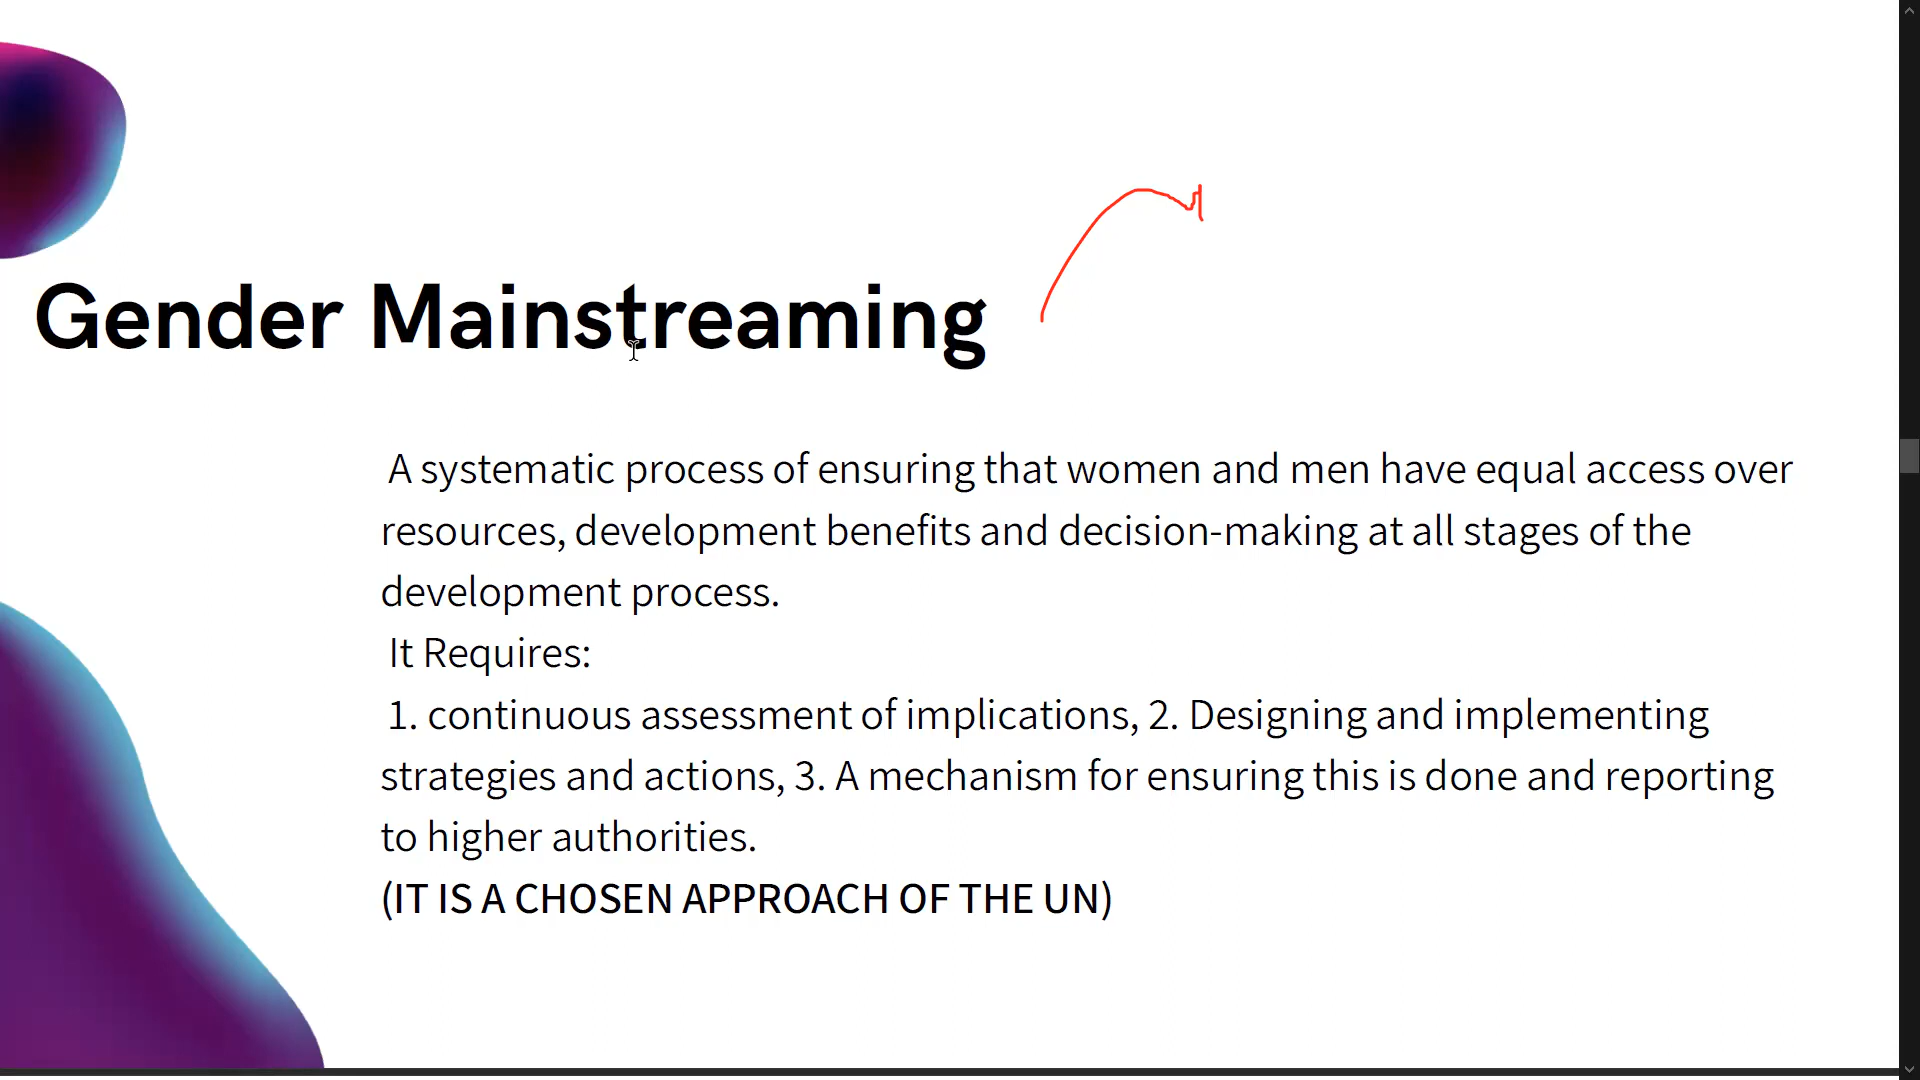 Gender Mainstreaming
A systematic process of ensuring that women and men have equal access over
resources, development benefits and decision-making at all stages of the
development process.
It Requires:
1. continuous assessment of implications, 2. Designing and implementing
strategies and actions, 3. A mechanism for ensuring this is done and reporting
to higher authorities.
(IT IS A CHOSEN APPROACH OF THE UN)